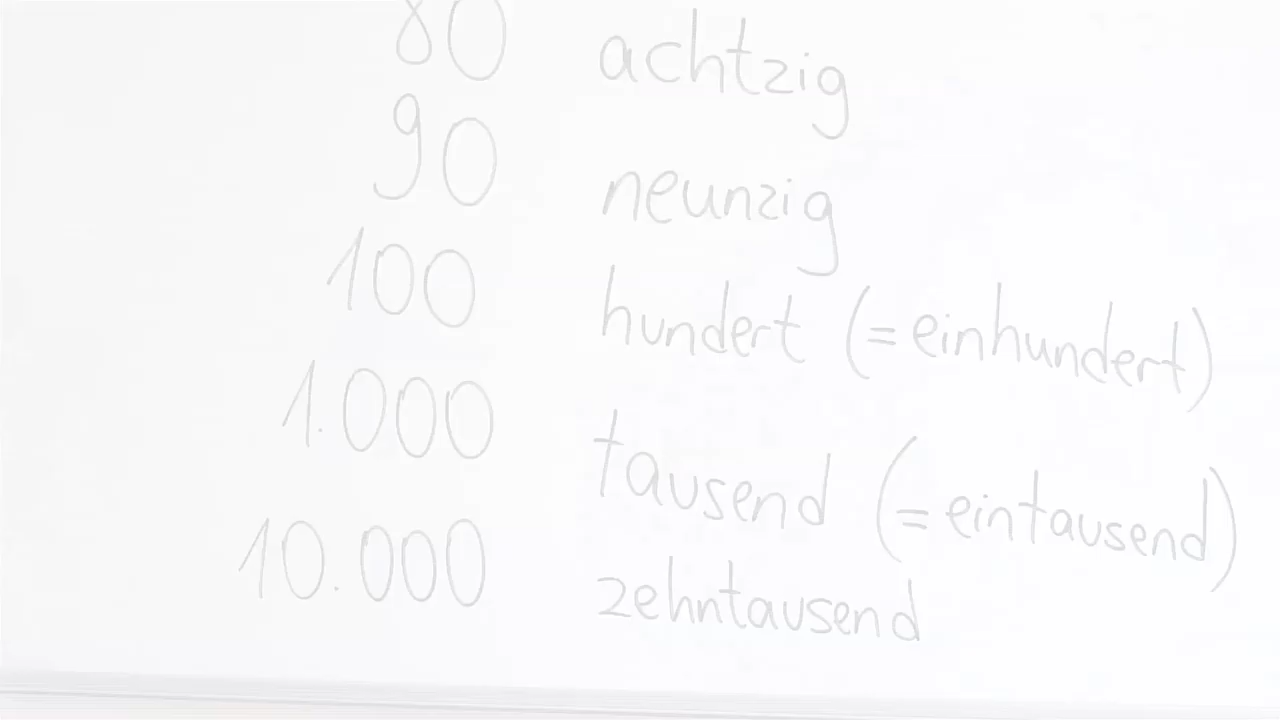 80 achtzig
90 neunzig
100 hundert (= einhundert)
1.000 tausend (= eintausend)
10.000 zehntausend